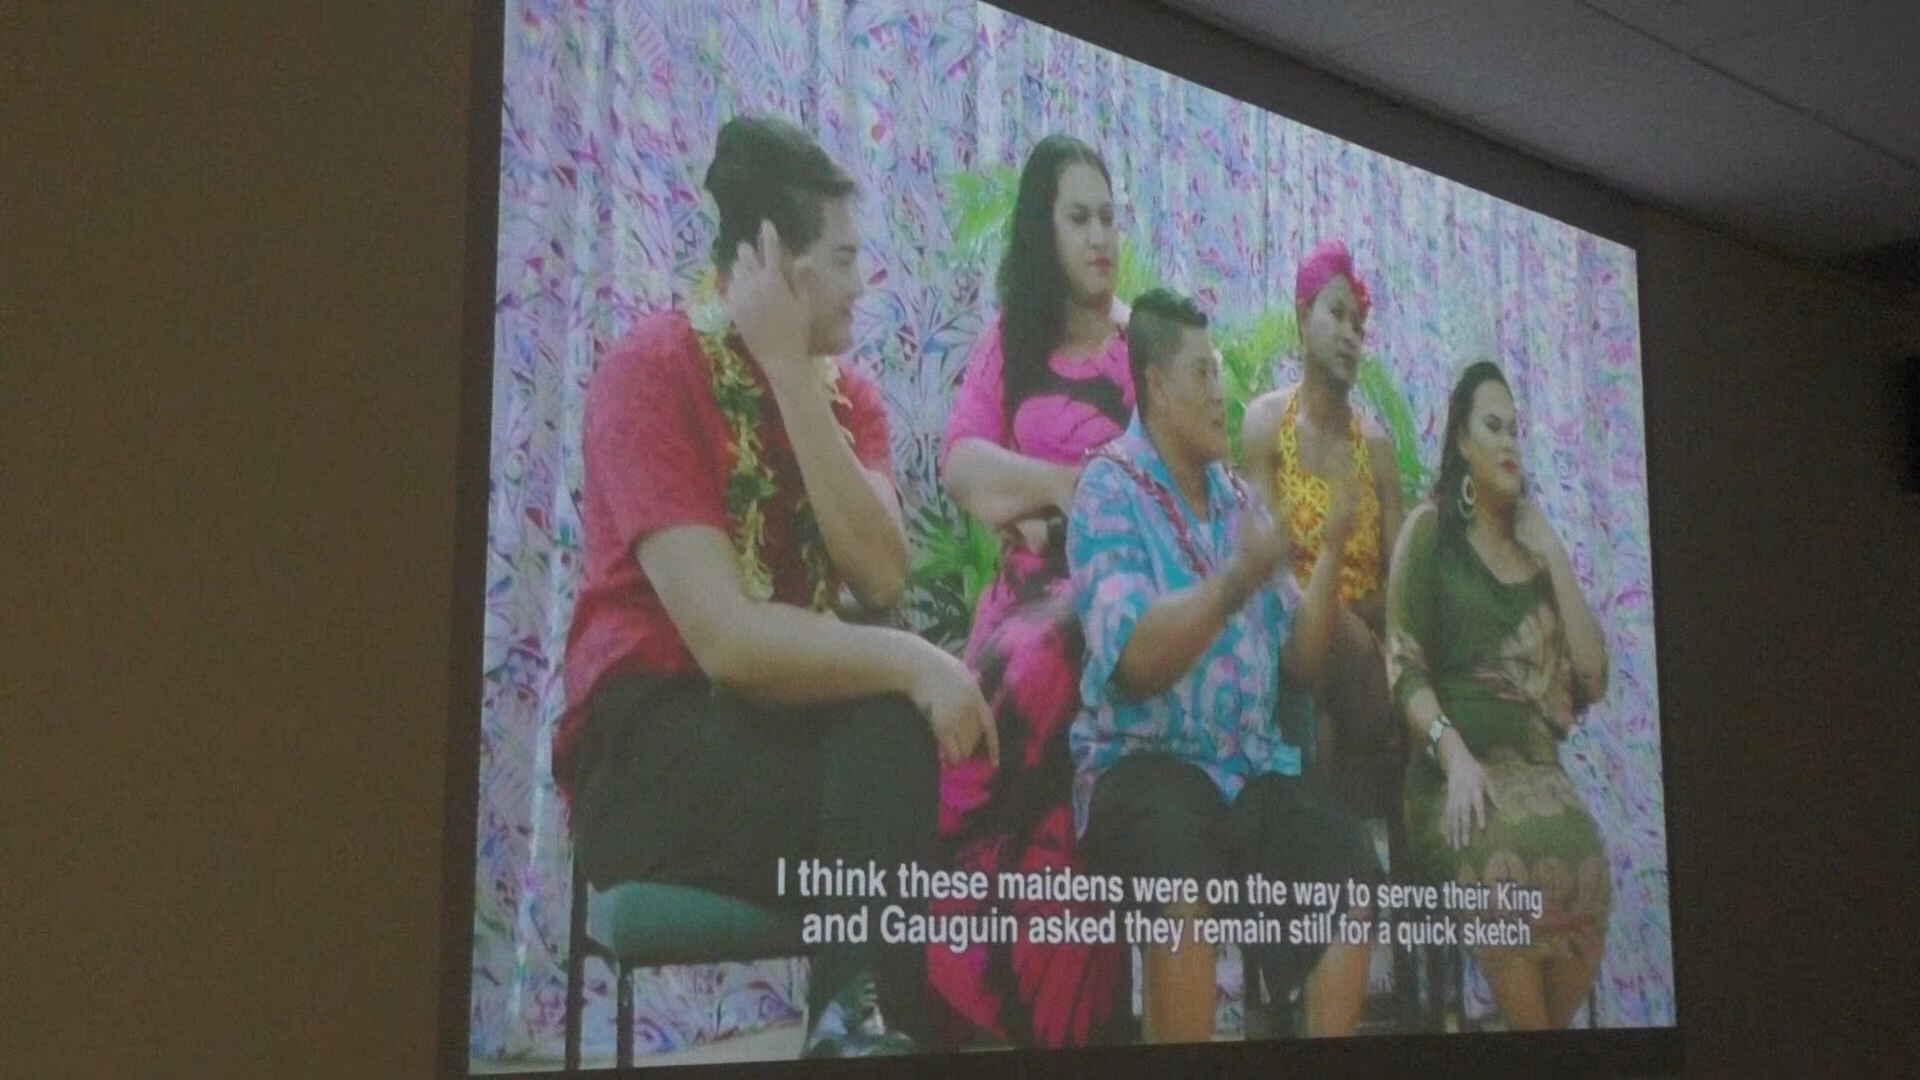 I think these maidens were on the way to serve their King
and Gauguin asked they remain still for a quick sketch